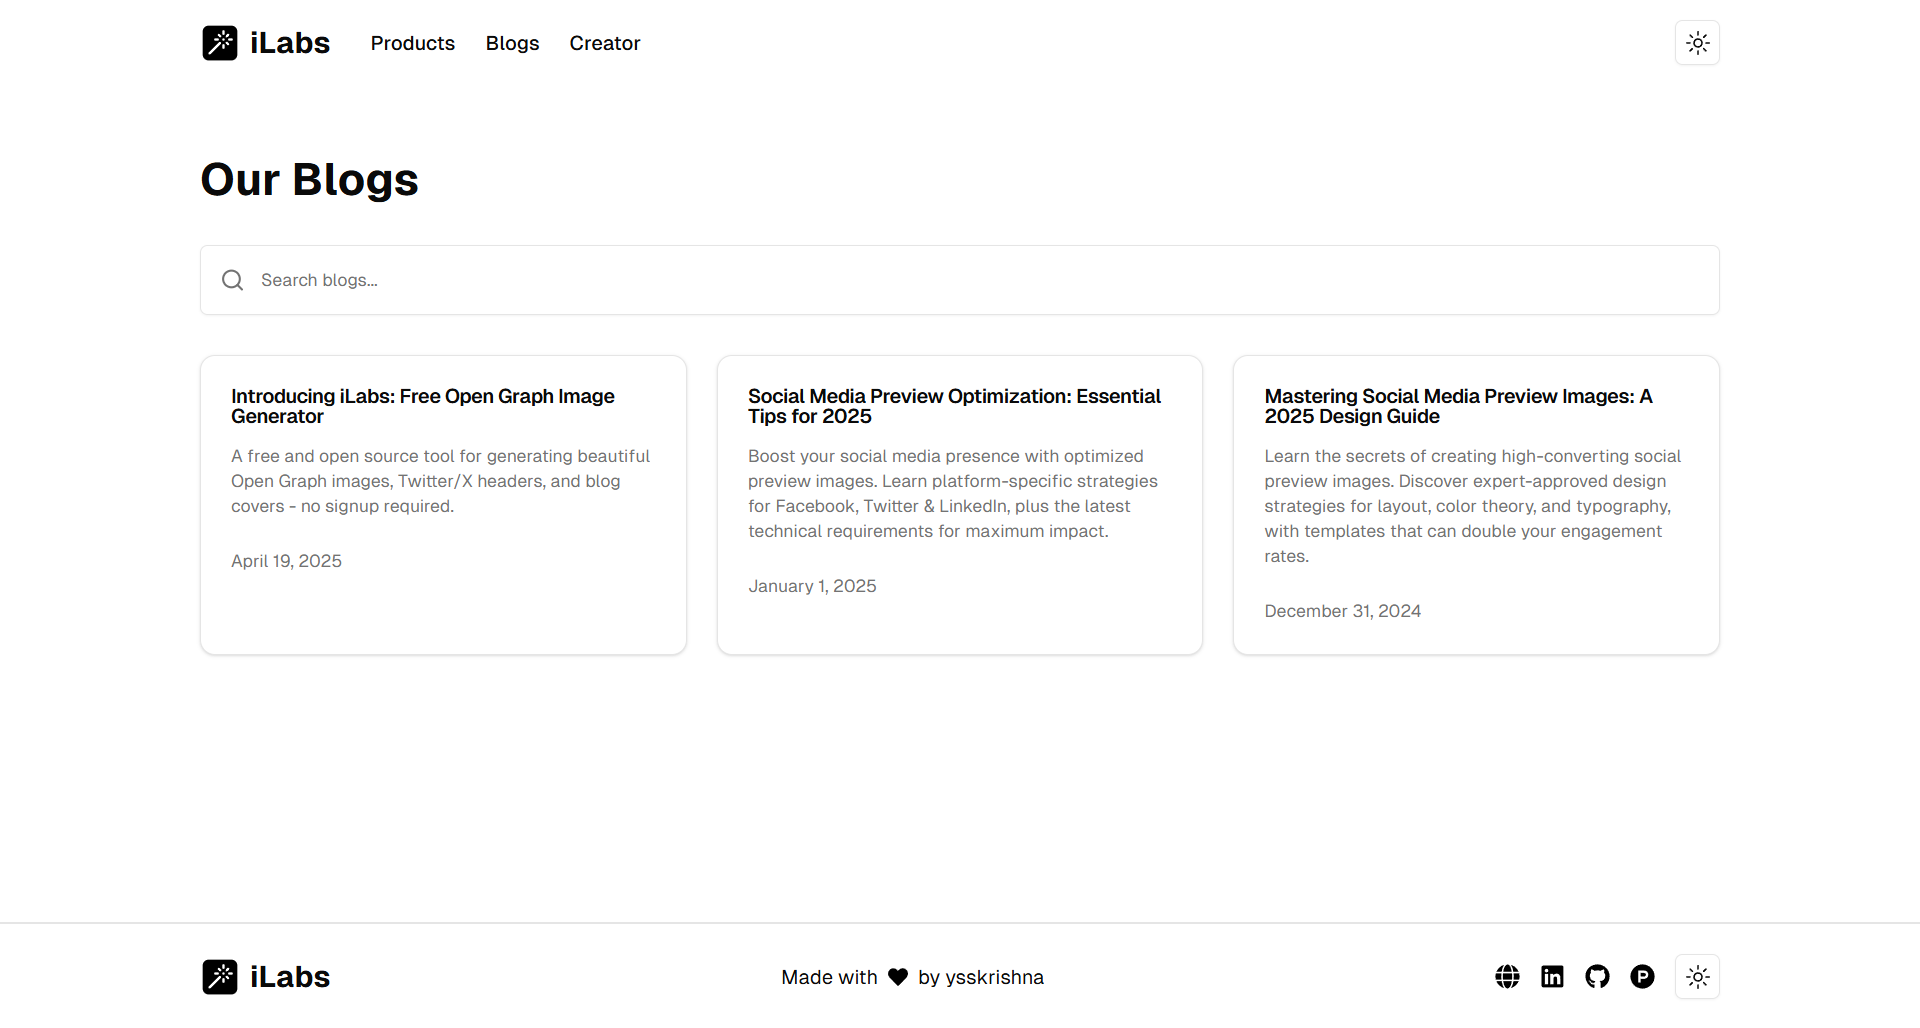 iLabs
Products
Blogs
Creator
Our Blogs
Search blogs...
Introducing iLabs: Free Open Graph Image
Generator
A free and open source tool for generating beautiful
Open Graph images, Twitter/X headers, and blog
covers - no signup required.
April 19, 2025
Social Media Preview Optimization: Essential
Tips for 2025
Boost your social media presence with optimized
preview images. Learn platform-specific strategies
for Facebook, Twitter & LinkedIn, plus the latest
technical requirements for maximum impact.
January 1, 2025
Mastering Social Media Preview Images: A
2025 Design Guide
Learn the secrets of creating high-converting social
preview images. Discover expert-approved design
strategies for layout, color theory, and typography,
with templates that can double your engagement
rates.
December 31, 2024
iLabs
Made with ♥ by ysskrishna